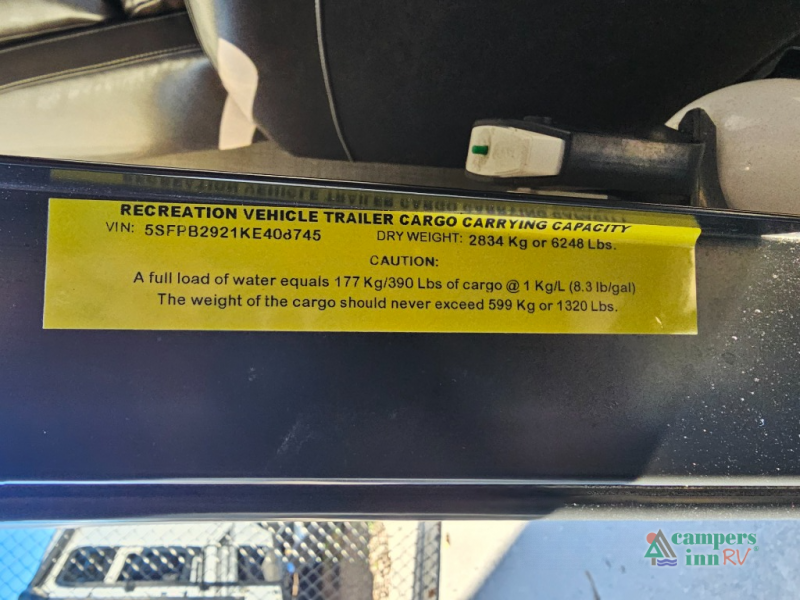 RECREATION VEHICLE TRAILER CARGO CARRYING CAPACITY
VIN: 5SFPB2921KE408745 DRY WEIGHT: 2834 Kg or 6248 Lbs.
CAUTION:
A full load of water equals 177 Kg/390 Lbs of cargo @ 1 Kg/L (8.3 lb/gal)
The weight of the cargo should never exceed 599 Kg or 1320 Lbs.
campers
inn RV